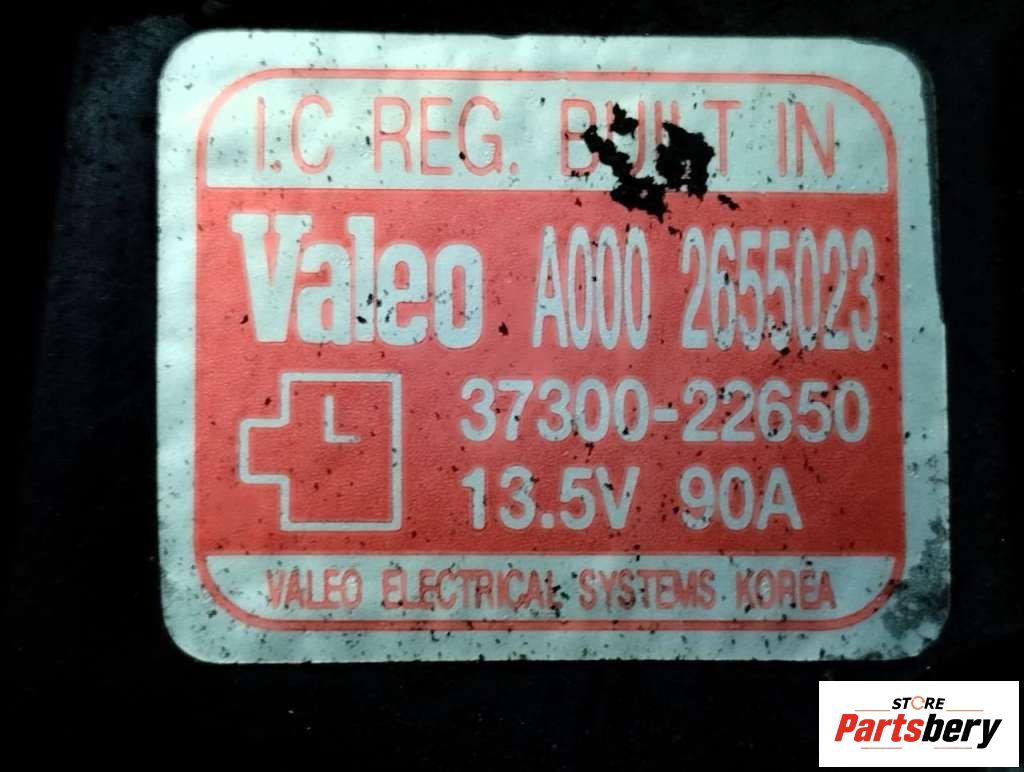 I.C REG. BUILT IN
Valeo A000 2655023
L
37300-22650
13.5V 90A
VALEO ELECTRICAL SYSTEMS KOREA
STORE
Partsbery